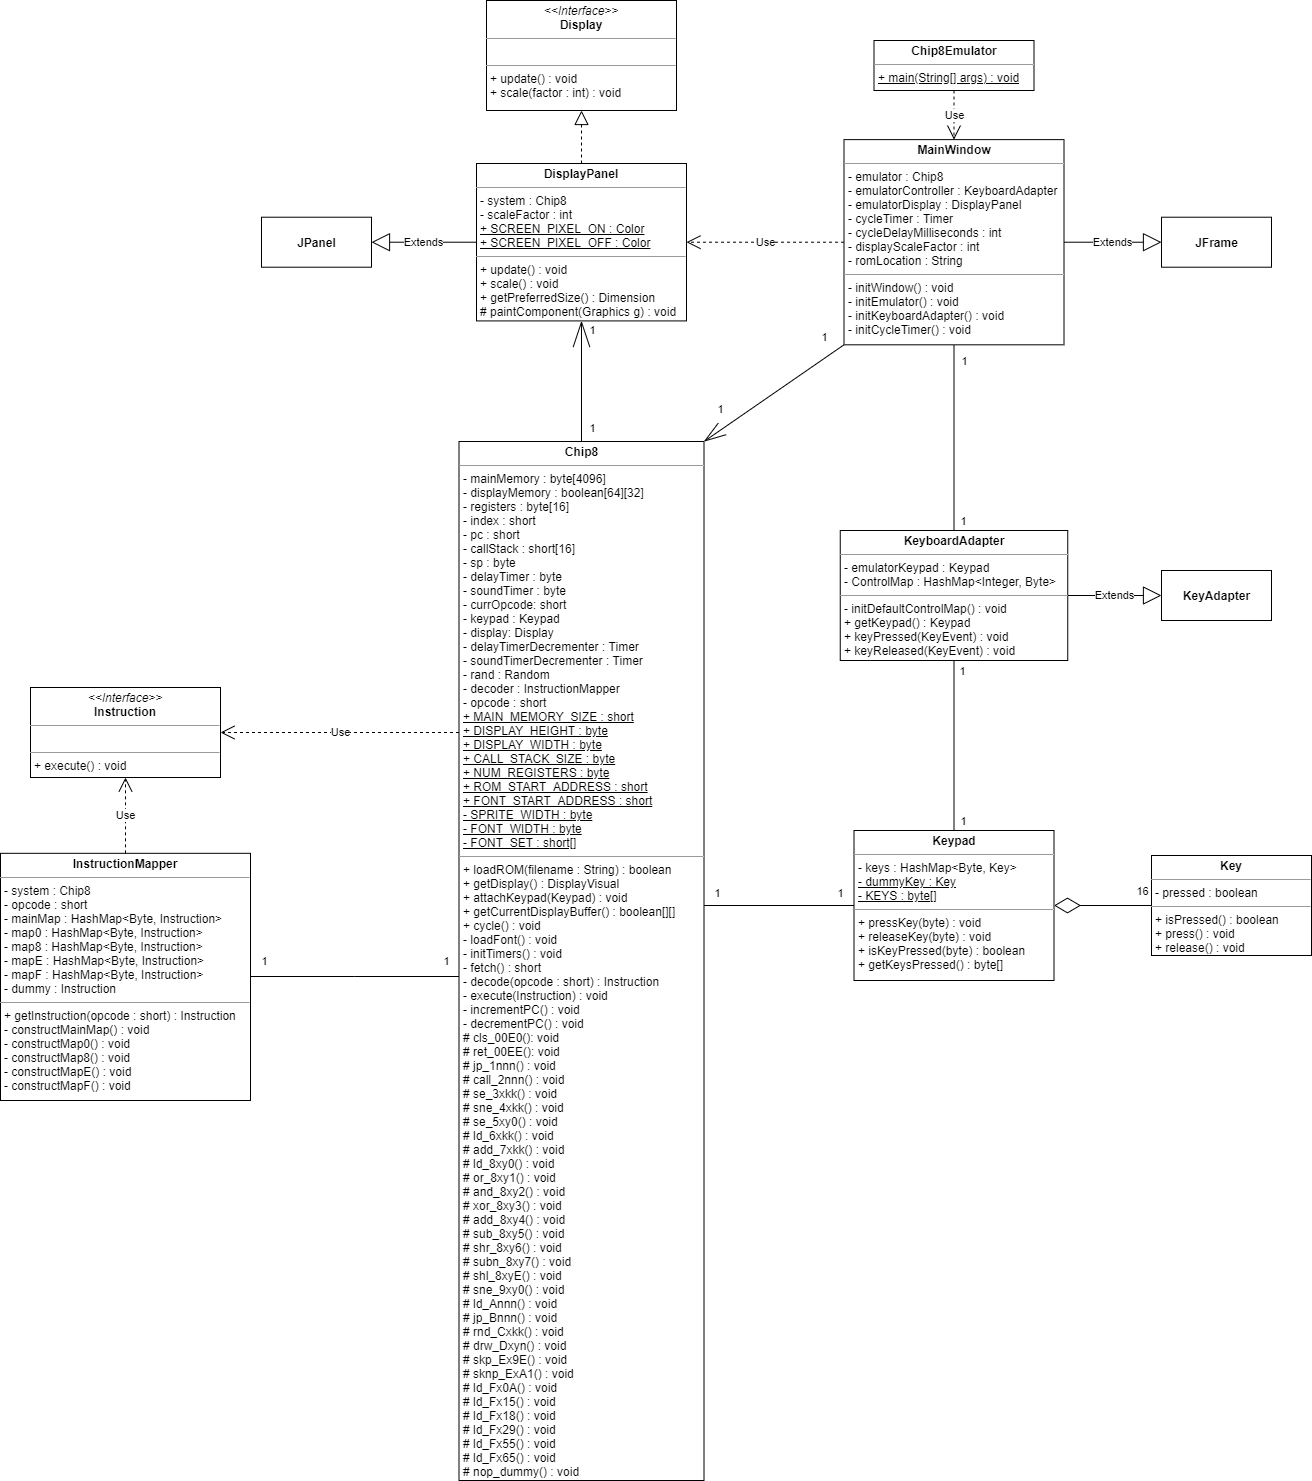 <<Interface>>
Display
+ update() : void
+ scale(factor : int) : void
Chip8Emulator
+ main(String[] args) : void
Use
DisplayPanel
- system : Chip8
- scaleFactor : int
+ SCREEN_PIXEL_ON : Color
+ SCREEN_PIXEL_OFF : Color
+ update() : void
+ scale() : void
+ getPreferredSize() : Dimension
# paintComponent(Graphics g) : void
JPanel
Extends
Use
MainWindow
- emulator : Chip8
- emulatorController : KeyboardAdapter
- emulatorDisplay : DisplayPanel
- cycleTimer : Timer
- cycleDelayMilliseconds : int
- displayScaleFactor : int
- romLocation : String
- initWindow() : void
- initEmulator() : void
- initKeyboardAdapter() : void
- initCycleTimer() : void
Extends
JFrame
1
1
1
1
1
1
Chip8
- mainMemory : byte[4096]
- displayMemory : boolean[64][32]
- registers : byte[16]
- index : short
- pc : short
- callStack : short[16]
- sp : byte
- delayTimer : byte
- soundTimer : byte
- currOpcode: short
- keypad : Keypad
- display: Display
- delayTimerDecrementer : Timer
- soundTimerDecrementer : Timer
- rand : Random
- decoder : InstructionMapper
- opcode : short
+ MAIN_MEMORY_SIZE : short
+ DISPLAY_HEIGHT : byte
+ DISPLAY_WIDTH : byte
+ CALL_STACK_SIZE : byte
+ NUM_REGISTERS : byte
+ ROM_START_ADDRESS : short
+ FONT_START_ADDRESS : short
- SPRITE_WIDTH : byte
- FONT_WIDTH : byte
- FONT_SET : short[]
+ loadROM(filename : String) : boolean
+ getDisplay() : DisplayVisual
+ attachKeypad(Keypad) : void
+ getCurrentDisplayBuffer() : boolean[][]
+ cycle() : void
- loadFont() : void
- initTimers() : void
- fetch() : short
- decode(opcode : short) : Instruction
- execute(Instruction) : void
- incrementPC() : void
- decrementPC() : void
# cls_00E0(): void
# ret_00EE(): void
# jp_1nnn() : void
# call_2nnn() : void
# se_3xkk() : void
# sne_4xkk() : void
# se_5xy0() : void
# ld_6xkk() : void
# add_7xkk() : void
# ld_8xy0() : void
# or_8xy1() : void
# and_8xy2() : void
# xor_8xy3() : void
# add_8xy4() : void
# sub_8xy5() : void
# shr_8xy6() : void
# subn_8xy7() : void
# shl_8xyE() : void
# sne_9xy0() : void
# ld_Annn() : void
# jp_Bnnn() : void
# rnd_Cxkk() : void
# drw_Dxyn() : void
# skp_Ex9E() : void
# sknp_ExA1() : void
# ld_Fx0A() : void
# ld_Fx15() : void
# ld_Fx18() : void
# ld_Fx29() : void
# ld_Fx55() : void
# ld_Fx65() : void
# nop_dummy() : void
KeyboardAdapter
- emulatorKeypad : Keypad
- ControlMap : HashMap<Integer, Byte>
- initDefaultControlMap() : void
+ getKeypad() : Keypad
+ keyPressed(KeyEvent) : void
+ keyReleased(KeyEvent) : void
Extends
KeyAdapter
1
1
<<Interface>>
Instruction
+ execute() : void
Use
Use
InstructionMapper
- system : Chip8
- opcode : short
- mainMap : HashMap<Byte, Instruction>
- map0 : HashMap<Byte, Instruction>
- map8 : HashMap<Byte, Instruction>
- mapE : HashMap<Byte, Instruction>
- mapF : HashMap<Byte, Instruction>
- dummy : Instruction
+ getInstruction(opcode : short) : Instruction
- constructMainMap() : void
- constructMap0() : void
- constructMap8() : void
- constructMapE() : void
- constructMapF() : void
1
1
1
1
Keypad
- keys : HashMap<Byte, Key>
- dummyKey : Key
- KEYS : byte[]
+ pressKey(byte) : void
+ releaseKey(byte) : void
+ isKeyPressed(byte) : boolean
+ getKeysPressed() : byte[]
16
Key
- pressed : boolean
+ isPressed() : boolean
+ press() : void
+ release() : void